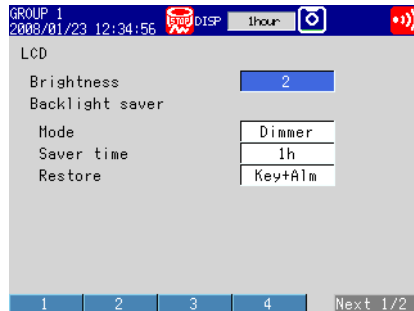 GROUP 1
2008/01/23 12:34:56 STOP DISP 1hour
LCD
Brightness 2
Backlight saver
Mode Dimmer
Saver time 1h
Restore Key+Alm
1 2 3 4 Next 1/2